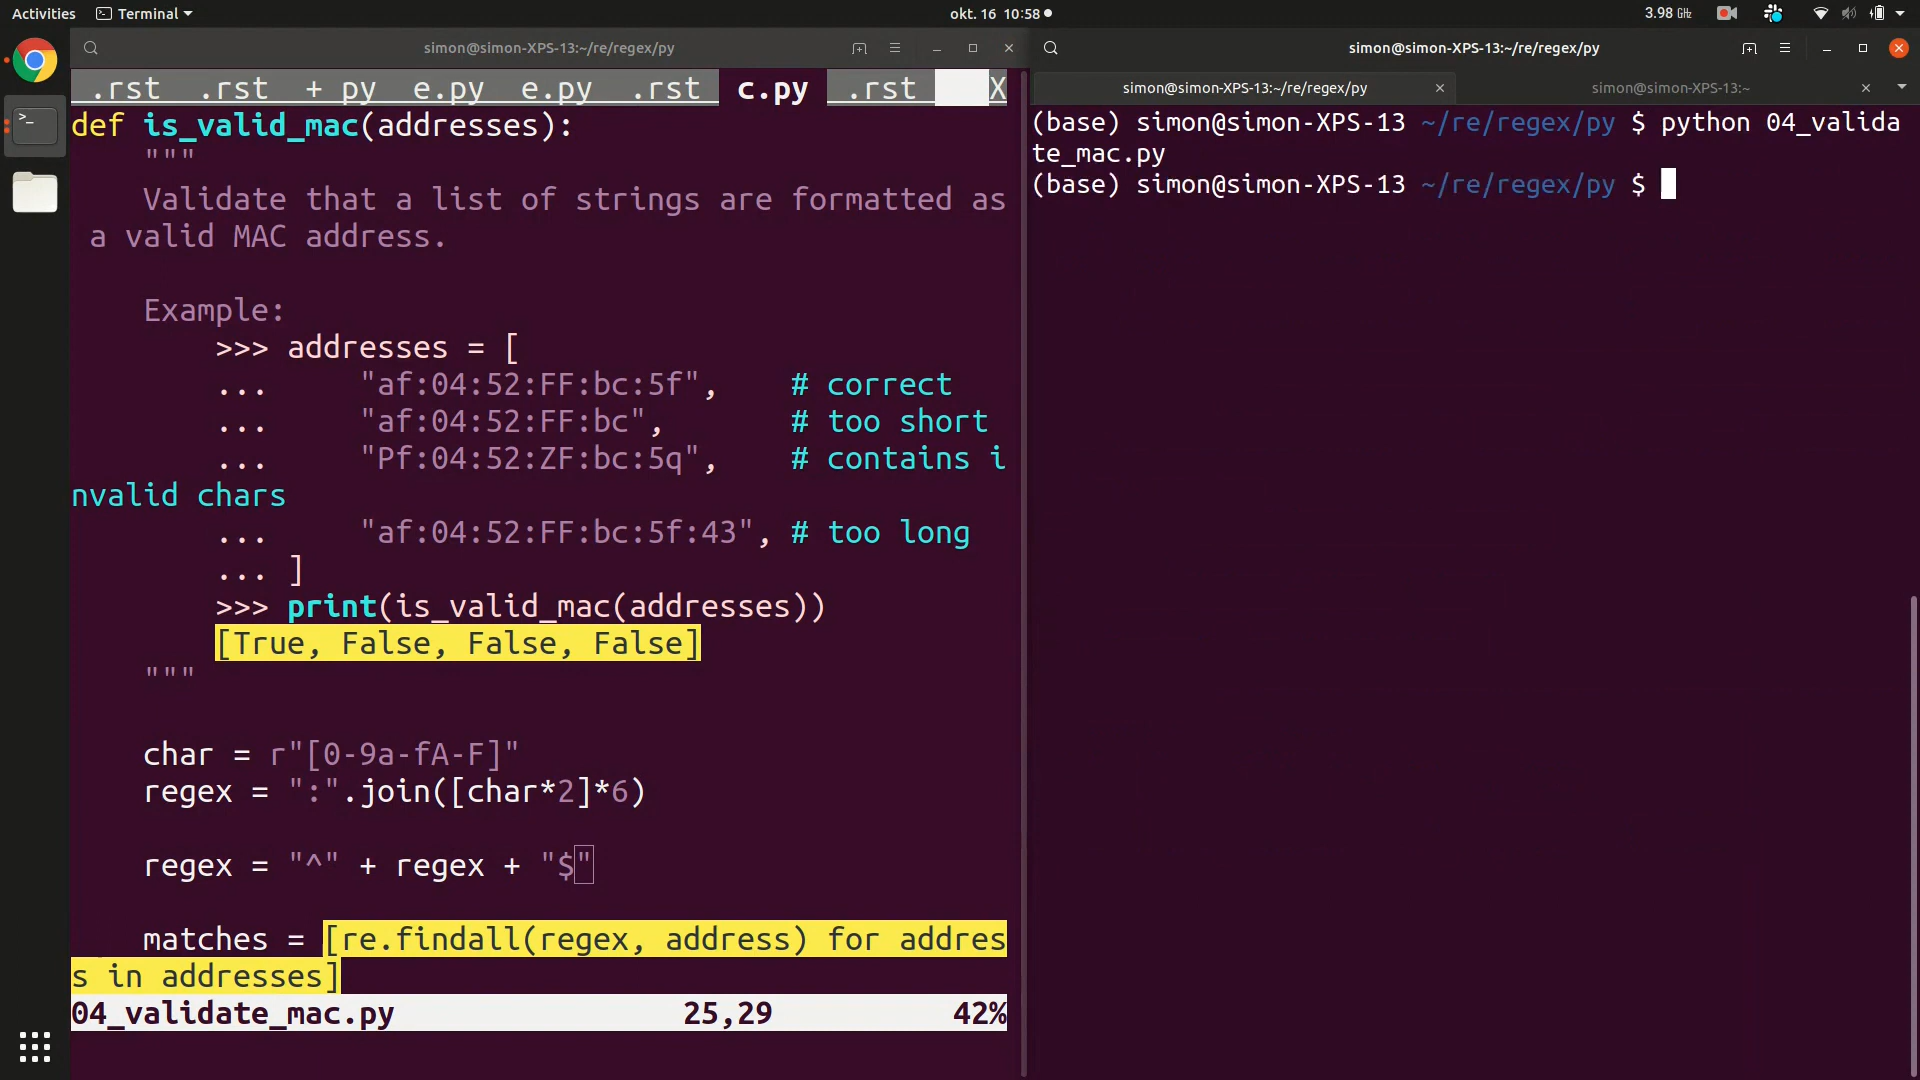 Activities Terminal okt. 16 10:58 3.98 GHz
simon@simon-XPS-13:~/re/regex/py
.rst .rst + py e.py e.py .rst c.py .rst X
def is_valid_mac(addresses):
"""
Validate that a list of strings are formatted as
a valid MAC address.
Example:
>>> addresses = [
... "af:04:52:FF:bc:5f", # correct
... "af:04:52:FF:bc", # too short
... "Pf:04:52:ZF:bc:5q", # contains i
nvalid chars
... "af:04:52:FF:bc:5f:43", # too long
... ]
>>> print(is_valid_mac(addresses))
[True, False, False, False]
"""
char = r"[0-9a-fA-F]"
regex = ":".join([char*2]*6)
regex = "^" + regex + "$"
matches = [re.findall(regex, address) for addres
s in addresses]
04_validate_mac.py 25,29 42%
simon@simon-XPS-13:~/re/regex/py
simon@simon-XPS-13:~/re/regex/py simon@simon-XPS-13:~
(base) simon@simon-XPS-13 ~/re/regex/py $ python 04_valida
te_mac.py
(base) simon@simon-XPS-13 ~/re/regex/py $